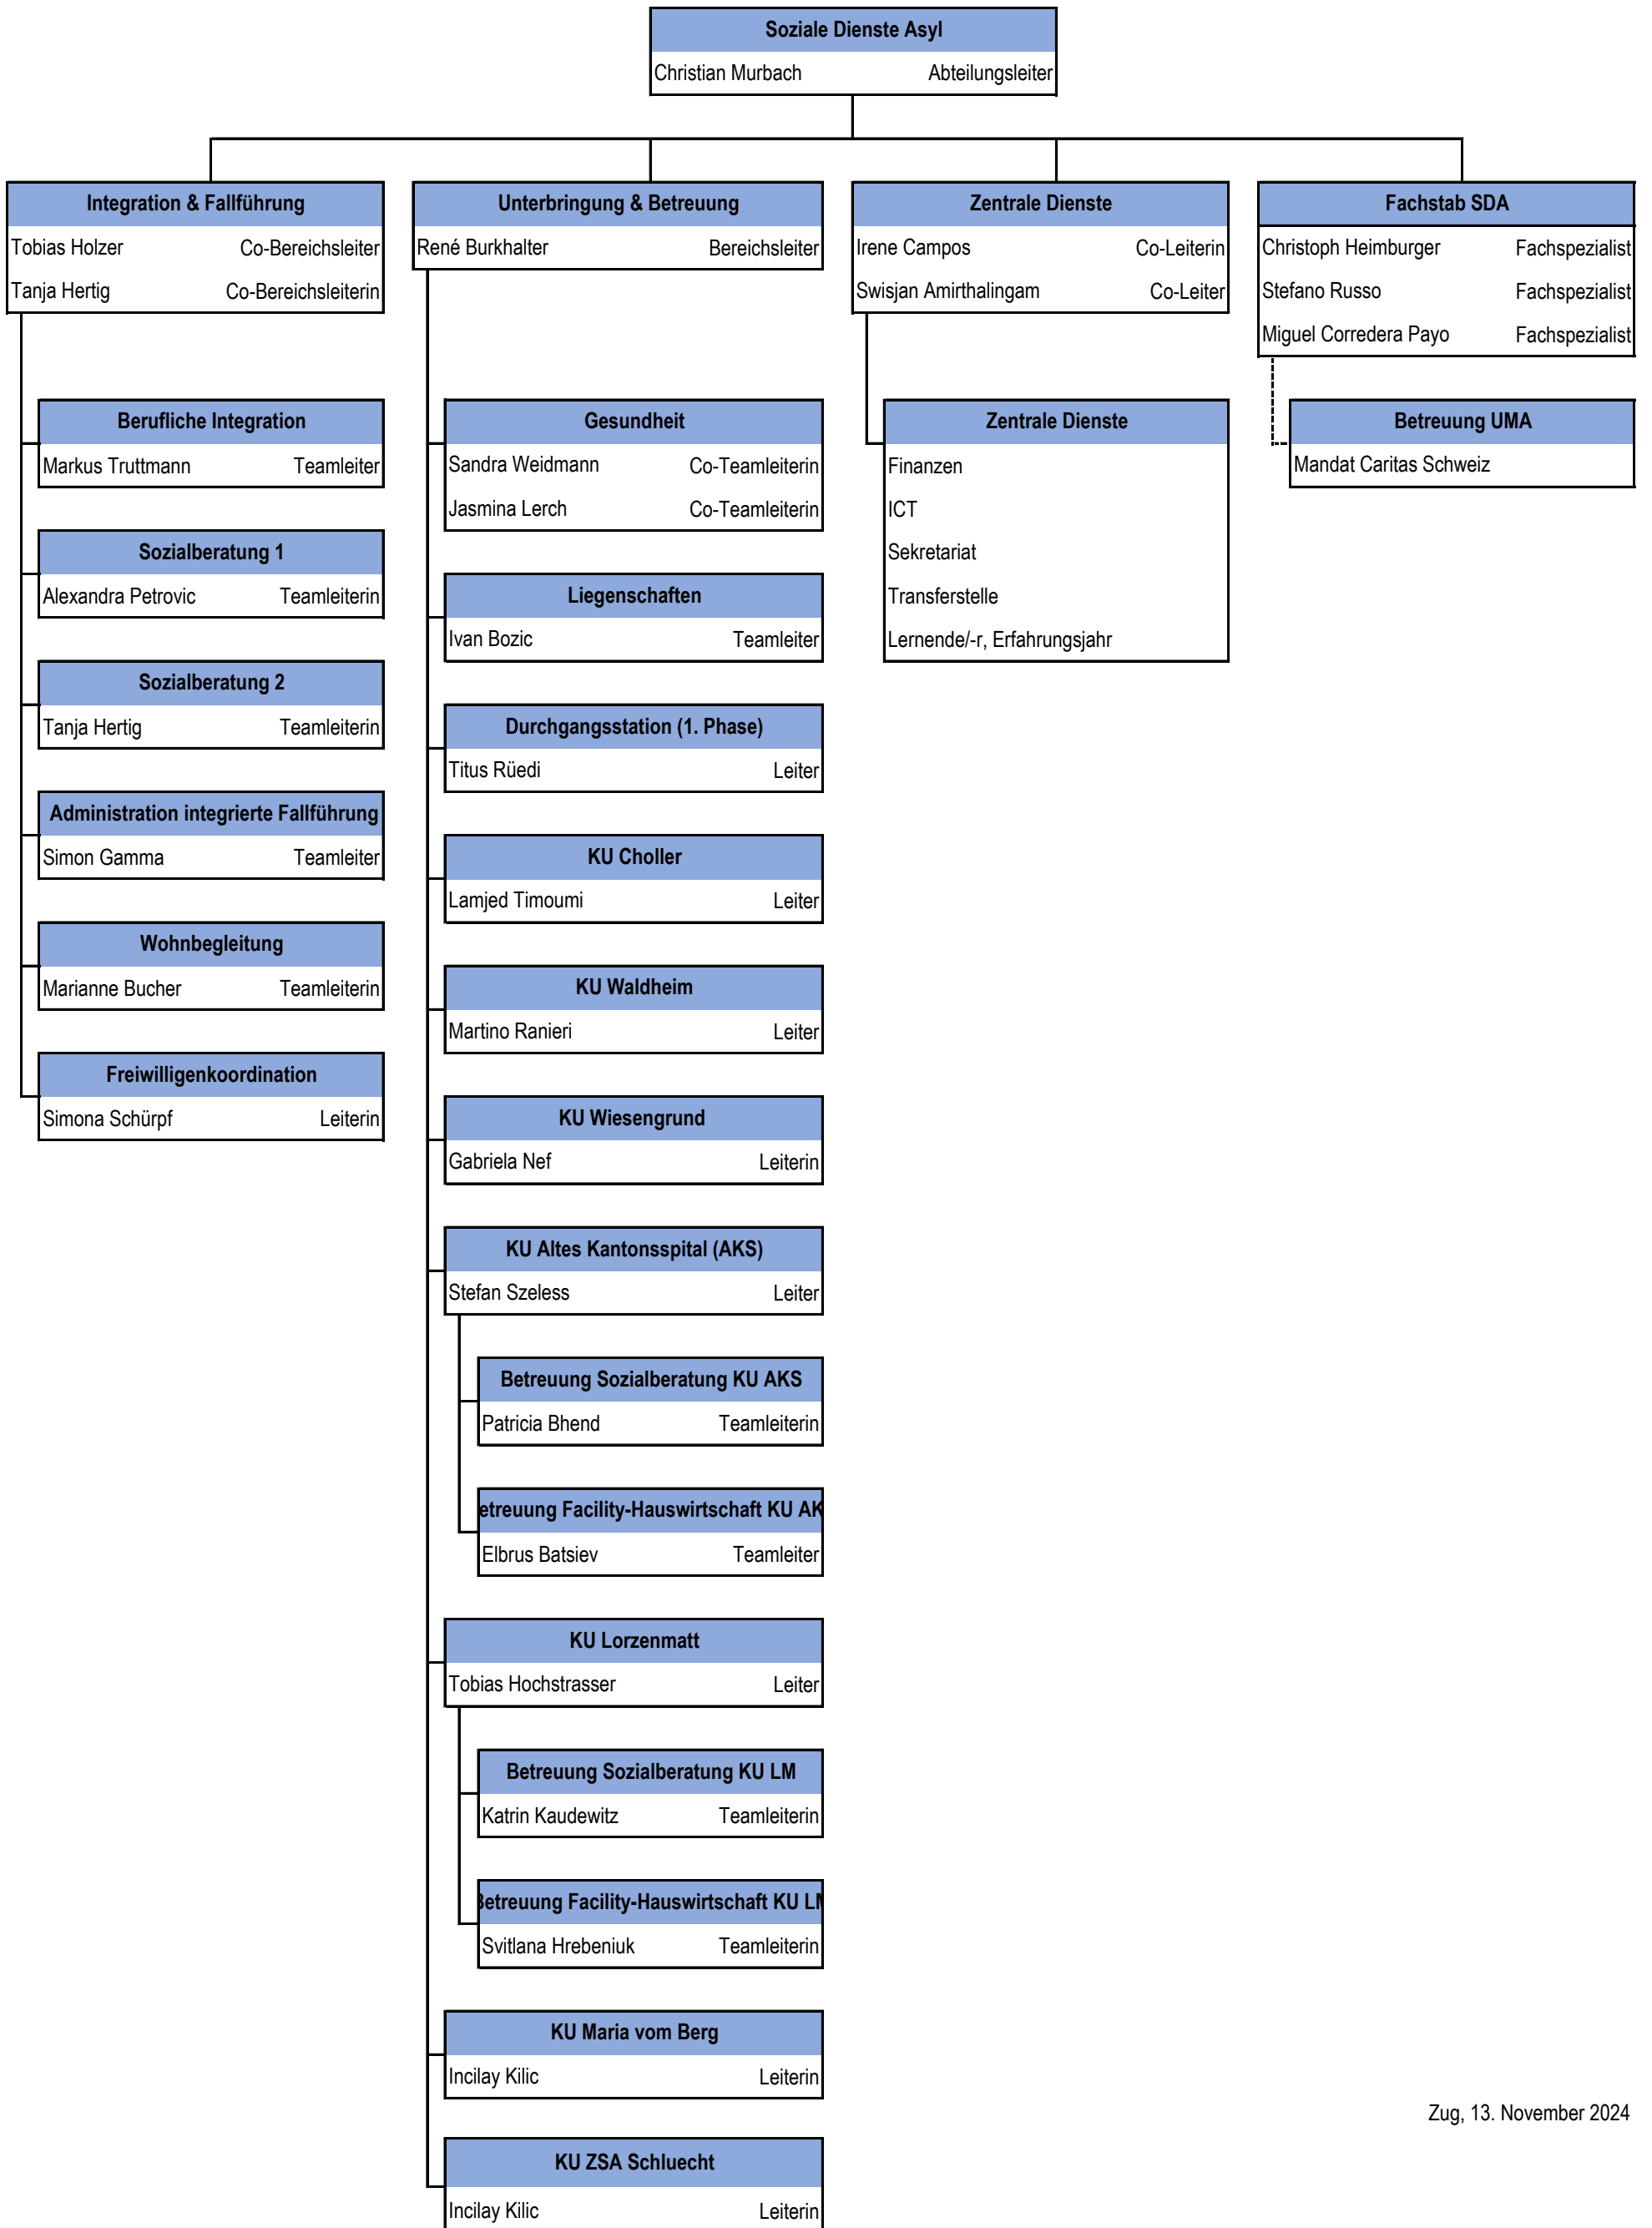 Soziale Dienste Asyl
Christian Murbach Abteilungsleiter
Integration & Fallführung
Tobias Holzer Co-Bereichsleiter
Tanja Hertig Co-Bereichsleiterin
Berufliche Integration
Markus Truttmann Teamleiter
Sozialberatung 1
Alexandra Petrovic Teamleiterin
Sozialberatung 2
Tanja Hertig Teamleiterin
Administration integrierte Fallführung
Simon Gamma Teamleiter
Wohnbegleitung
Marianne Bucher Teamleiterin
Freiwilligenkoordination
Simona Schürpf Leiterin
Unterbringung & Betreuung
René Burkhalter Bereichsleiter
Gesundheit
Sandra Weidmann Co-Teamleiterin
Jasmina Lerch Co-Teamleiterin
Liegenschaften
Ivan Bozic Teamleiter
Durchgangsstation (1. Phase)
Titus Rüedi Leiter
KU Choller
Lamjed Timoumi Leiter
KU Waldheim
Martino Ranieri Leiter
KU Wiesengrund
Gabriela Nef Leiterin
KU Altes Kantonsspital (AKS)
Stefan Szeless Leiter
Betreuung Sozialberatung KU AKS
Patricia Bhend Teamleiterin
etreuung Facility-Hauswirtschaft KU AK
Elbrus Batsiev Teamleiter
KU Lorzenmatt
Tobias Hochstrasser Leiter
Betreuung Sozialberatung KU LM
Katrin Kaudewitz Teamleiterin
Betreuung Facility-Hauswirtschaft KU LM
Svitlana Hrebeniuk Teamleiterin
KU Maria vom Berg
Incilay Kilic Leiterin
KU ZSA Schluecht
Incilay Kilic Leiterin
Zentrale Dienste
Irene Campos Co-Leiterin
Swisjan Amirthalingam Co-Leiter
Zentrale Dienste
Finanzen
ICT
Sekretariat
Transferstelle
Lernende/-r, Erfahrungsjahr
Fachstab SDA
Christoph Heimburger Fachspezialist
Stefano Russo Fachspezialist
Miguel Corredera Payo Fachspezialist
Betreuung UMA
Mandat Caritas Schweiz
Zug, 13. November 2024